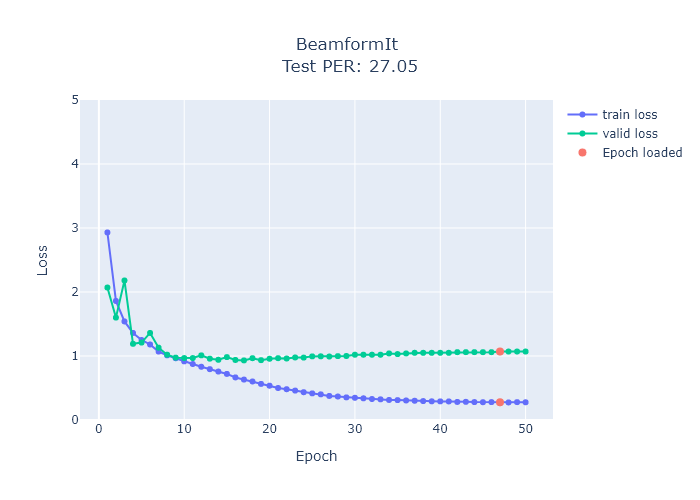 BeamformIt
Test PER: 27.05
5
4
3
2
1
0
Loss
0 10 20 30 40 50
Epoch
train loss
valid loss
Epoch loaded